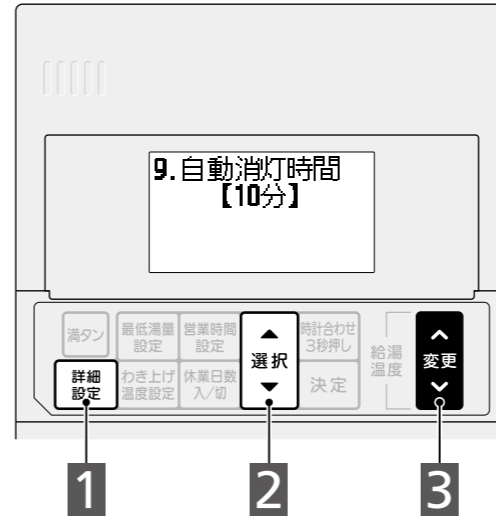 9.自動消灯時間
【10分】
満タン
最低湯量
設定
営業時間
設定
▲
選択
▼
時計合わせ
3秒押し
給湯
温度
変更
詳細
設定
わき上げ
温度設定
休業日数
入/切
決定
1
2
3